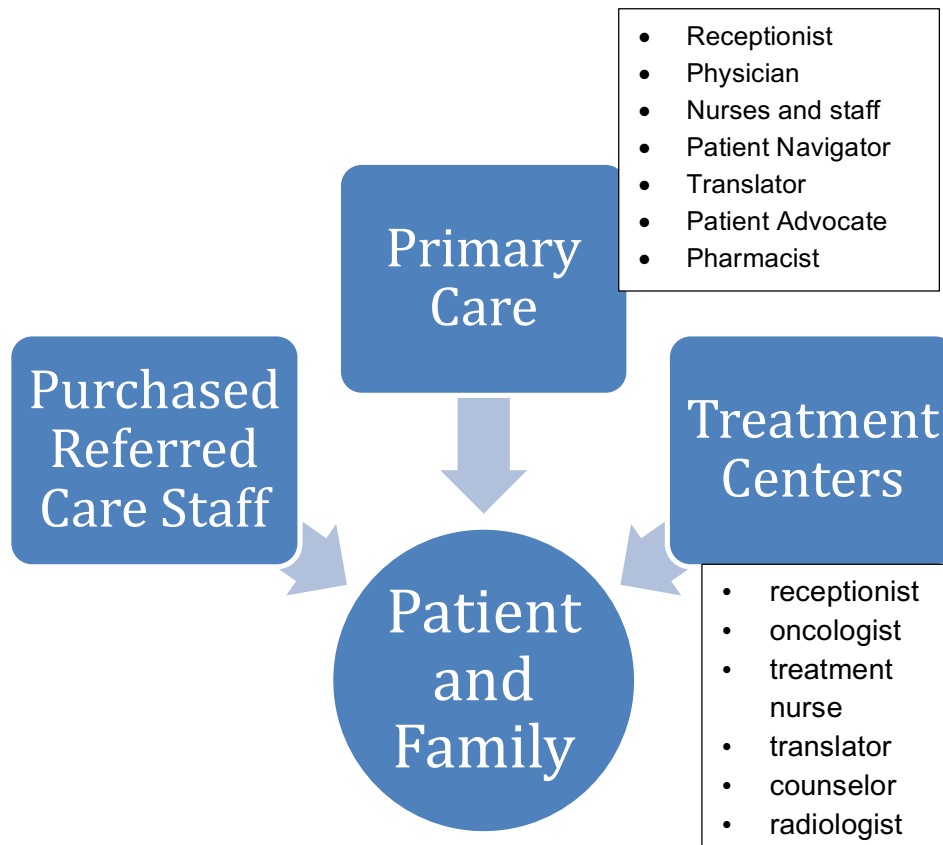 • Receptionist
• Physician
• Nurses and staff
• Patient Navigator
• Translator
• Patient Advocate
• Pharmacist
Primary
Care
Purchased
Referred
Care Staff
Treatment
Centers
Patient
and
Family
• receptionist
• oncologist
• treatment
nurse
• translator
• counselor
• radiologist